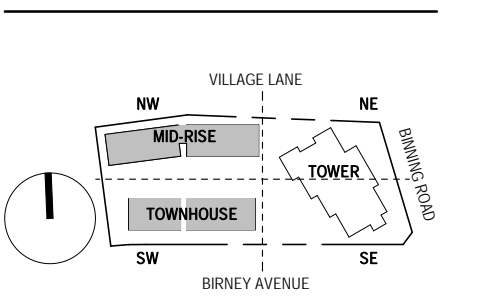 VILLAGE LANE
NW
NE
MID-RISE
BINNING ROAD
TOWER
TOWNHOUSE
SW
SE
BIRNEY AVENUE